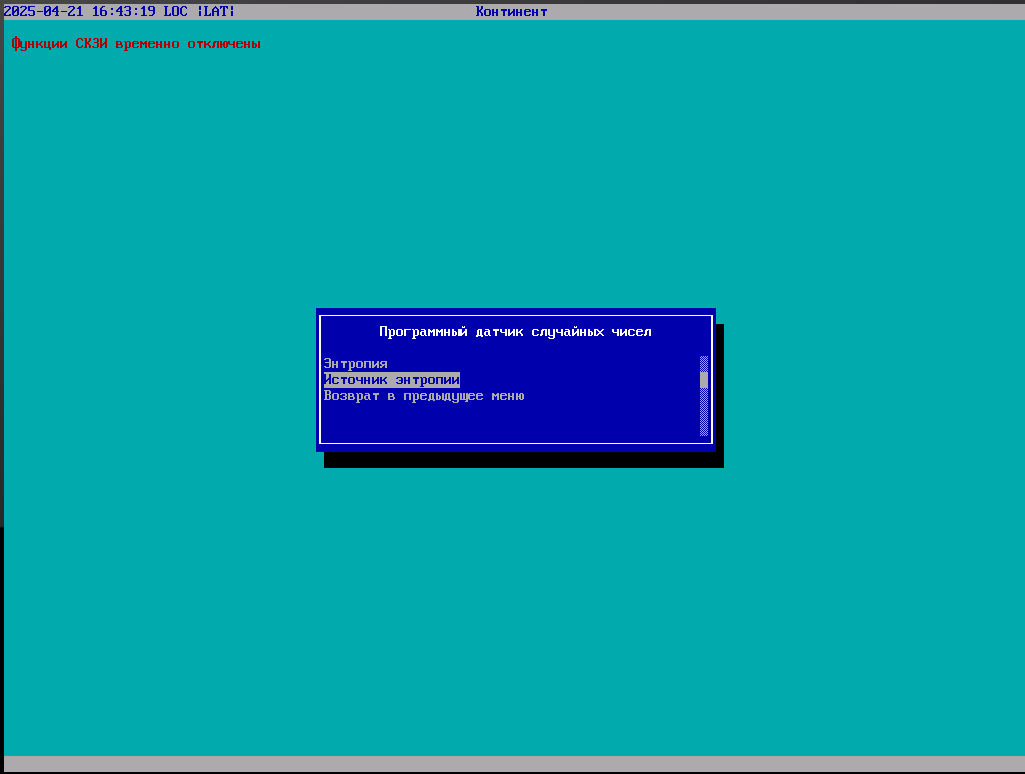 2025-04-21 16:43:19 LOC ¦LAT¦ Континент
Функции СКЗИ временно отключены
Программный датчик случайных чисел
Энтропия
Источник энтропии
Возврат в предыдущее меню